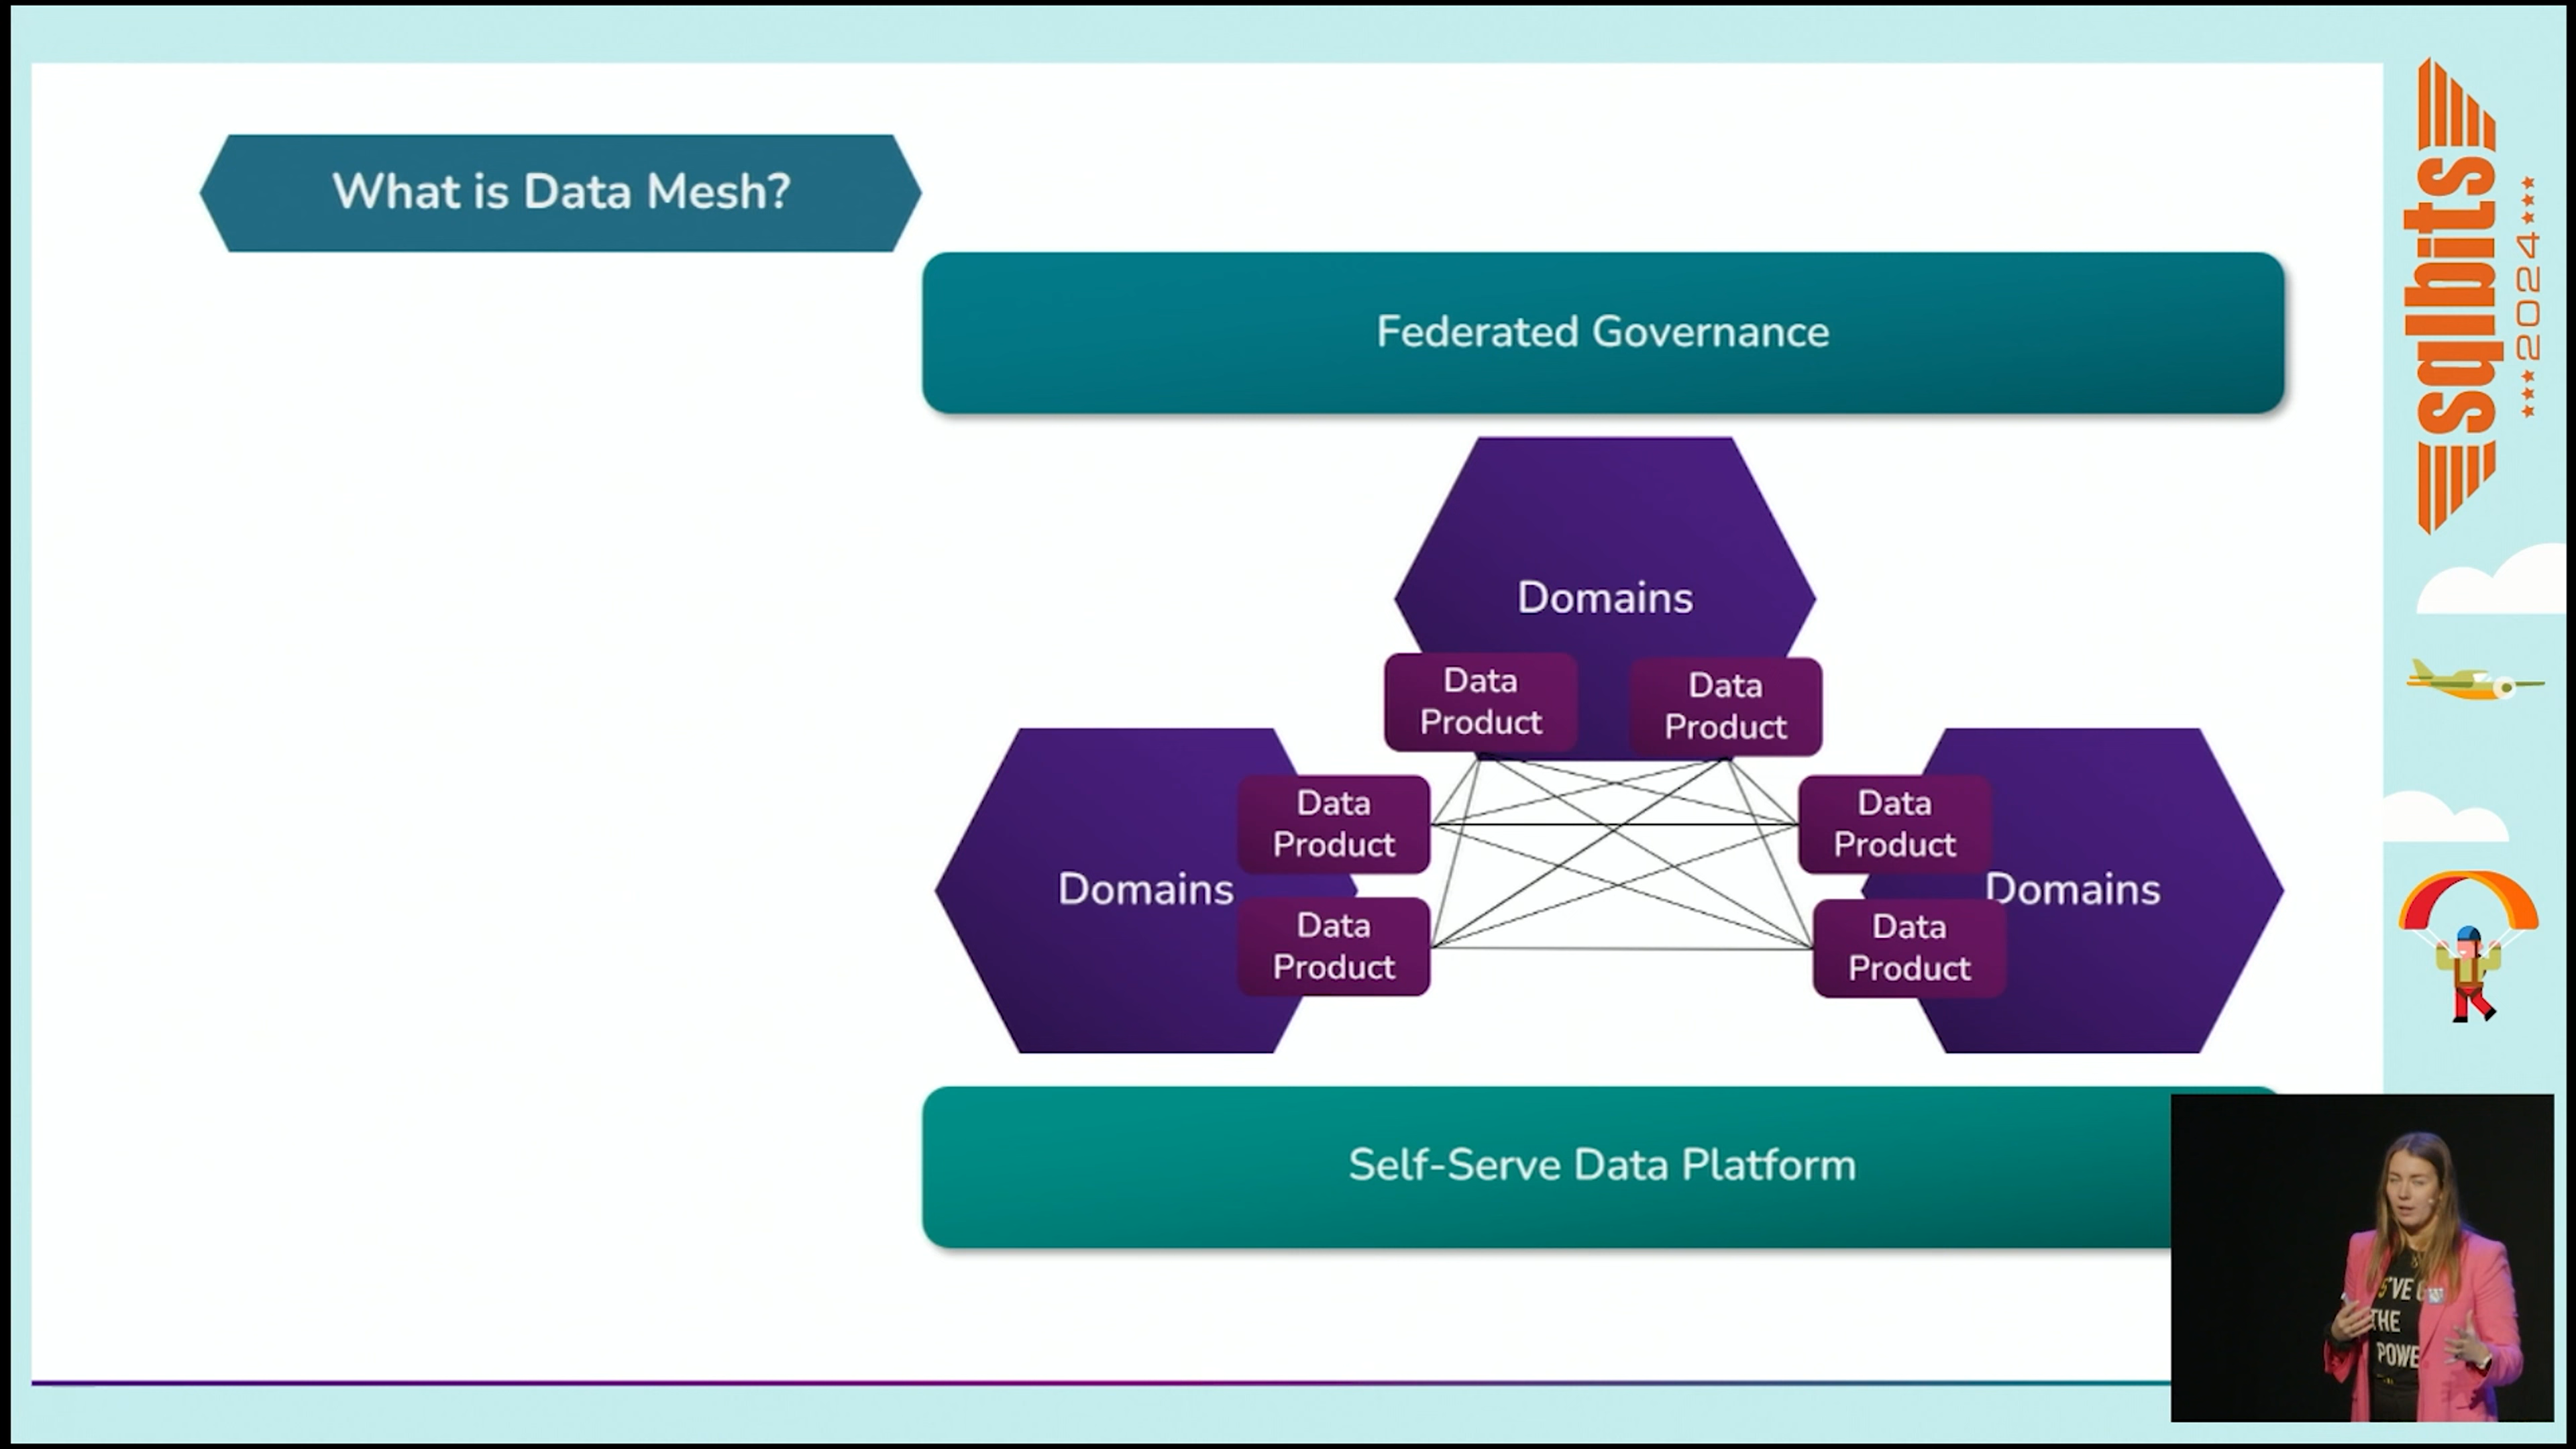 What is Data Mesh?
Federated Governance
Domains
Data
Product
Data
Product
Domains
Data
Product
Data
Product
Data
Product
Data
Product
Domains
Self-Serve Data Platform
sqlbits
2024
THE